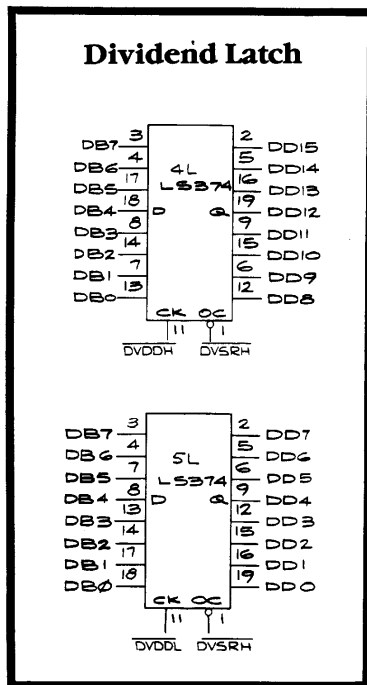 Dividend Latch
3 2
DB7 DD15
4 4L 5
DB6 DD14
17 LS374 16
DB5 DD13
18 19
DB4 D Q DD12
8 9
DB3 DD11
14 15
DB2 DD10
7 6
DB1 DD9
13 12
DB0 DD8
CK OC
11 1
DVDDH DVSRH
3 2
DB7 DD7
4 5
DB6 DD6
7 5L 6
DB5 LS374 DD5
8 9
DB4 D Q DD4
13 12
DB3 DD3
14 15
DB2 DD2
17 16
DB1 DD1
18 19
DBØ DD0
CK OC
11 1
DVDDL DVSRH